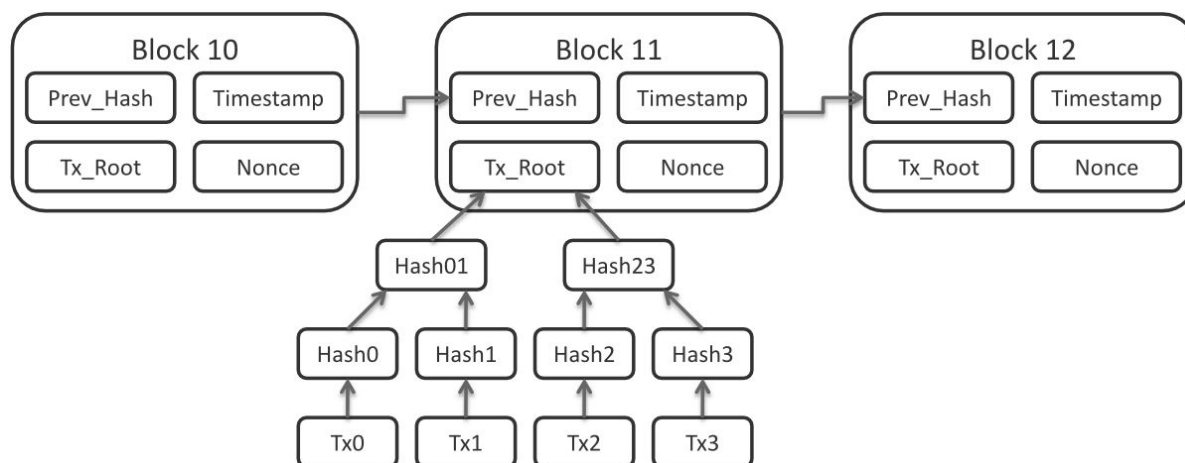 Block 10
Block 11
Block 12
Prev_Hash Timestamp
Prev_Hash Timestamp
Prev_Hash Timestamp
Tx_Root Nonce
Tx_Root Nonce
Tx_Root Nonce
Hash01 Hash23
Hash0 Hash1 Hash2 Hash3
Tx0 Tx1 Tx2 Tx3